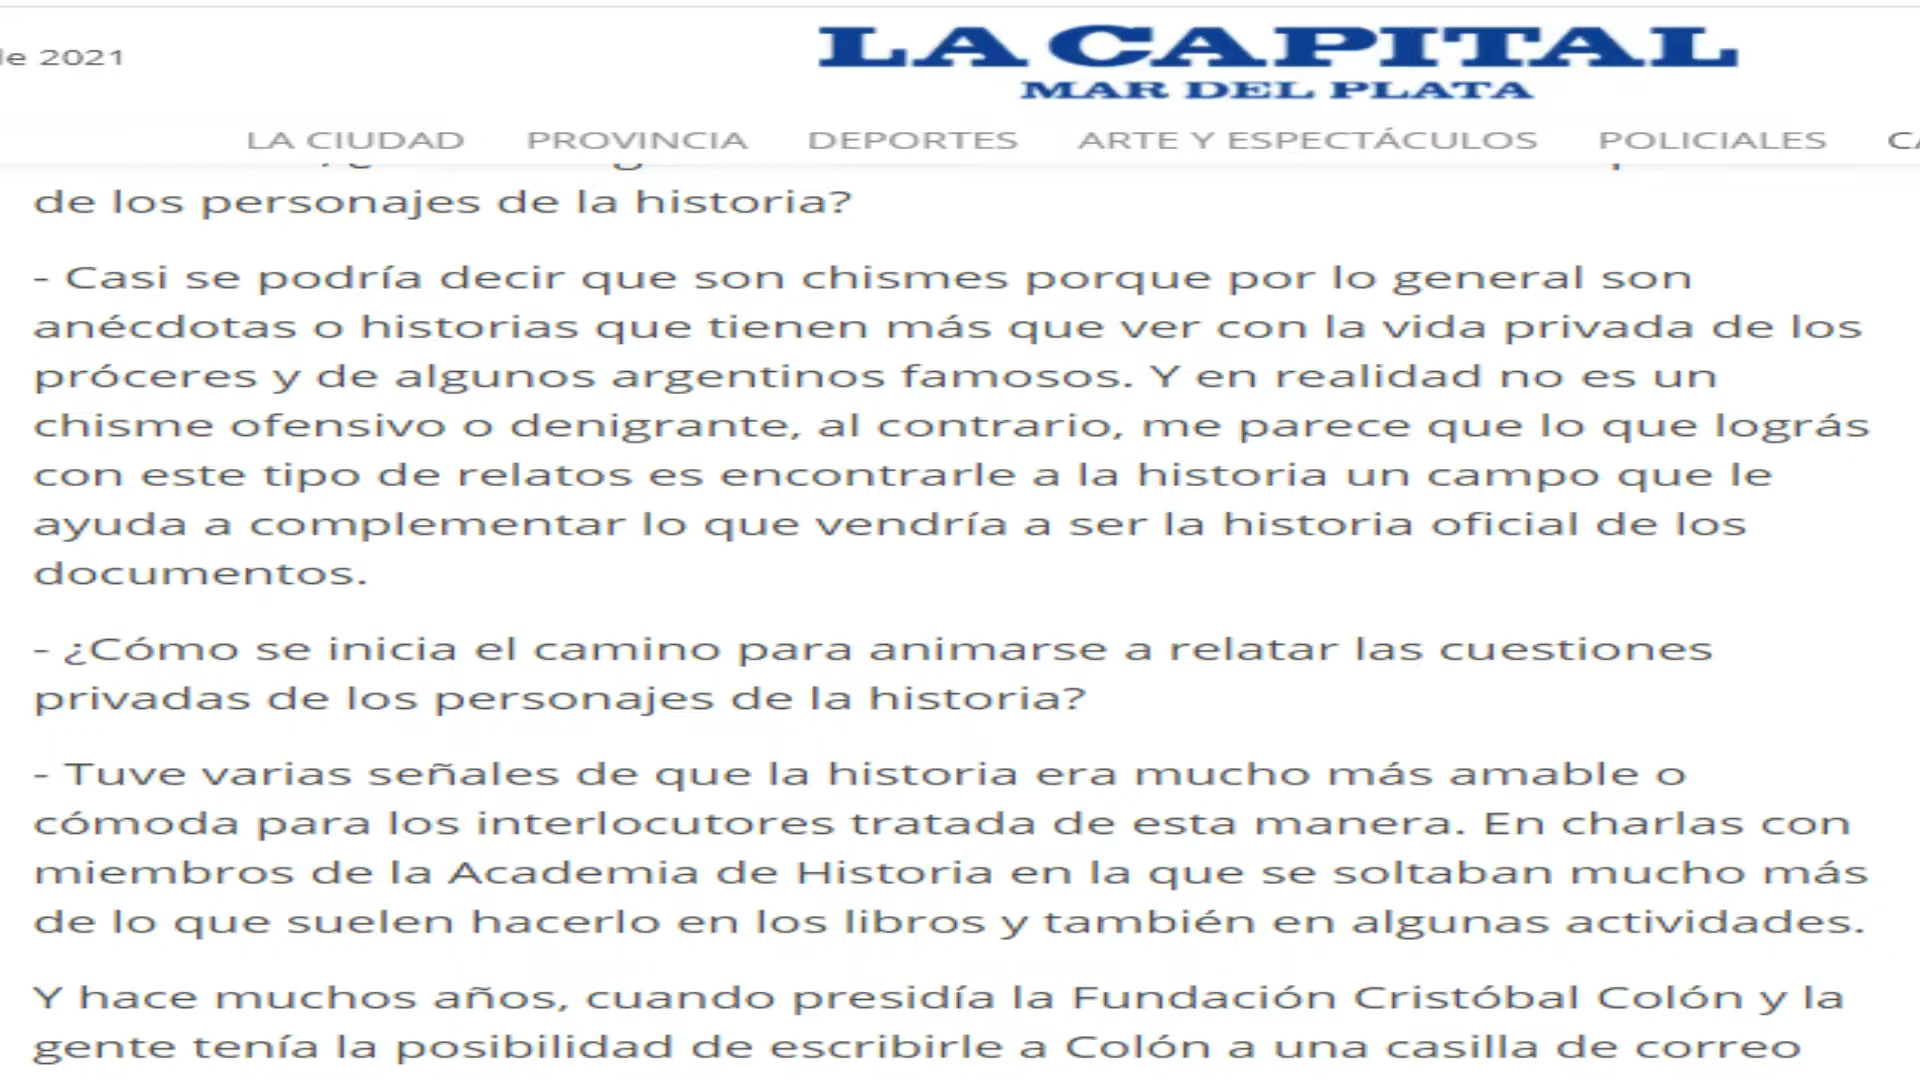 LA CAPITAL
de 2021
MAR DEL PLATA
LA CIUDAD PROVINCIA DEPORTES ARTE Y ESPECTÁCULOS POLICIALES
de los personajes de la historia?
- Casi se podría decir que son chismes porque por lo general son
anécdotas o historias que tienen más que ver con la vida privada de los
próceres y de algunos argentinos famosos. Y en realidad no es un
chisme ofensivo o denigrante, al contrario, me parece que lo que lográs
con este tipo de relatos es encontrarle a la historia un campo que le
ayuda a complementar lo que vendría a ser la historia oficial de los
documentos.
- ¿Cómo se inicia el camino para animarse a relatar las cuestiones
privadas de los personajes de la historia?
- Tuve varias señales de que la historia era mucho más amable o
cómoda para los interlocutores tratada de esta manera. En charlas con
miembros de la Academia de Historia en la que se soltaban mucho más
de lo que suelen hacerlo en los libros y también en algunas actividades.
Y hace muchos años, cuando presidía la Fundación Cristóbal Colón y la
gente tenía la posibilidad de escribirle a Colón a una casilla de correo